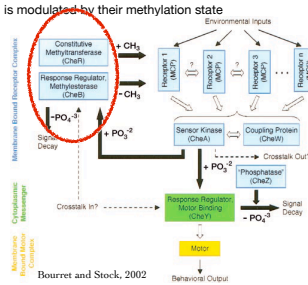 is modulated by their methylation state
Environmental Inputs
Membrane Bound Receptor Complex
Constitutive
Methyltransferase
(CheR)
+ CH3
Response Regulator,
Methylesterase
(CheB)
- CH3
Receptor 1
(MCP)
?
Receptor 2
(MCP)
?
Receptor 3
(MCP)
Receptor n
(MCP)
-PO4-3
Signal
Decay
+ PO3-2
Sensor Kinase
(CheA)
Coupling Protein
(CheW)
Crosstalk Out?
+ PO3-2
"Phosphatase"
(CheZ)
Cytoplasmic
Messenger
Crosstalk In?
Response Regulator,
Motor Binding
(CheY)
- PO4-3
Signal
Decay
Membrane
Bound Motor
Complex
Motor
Bourret and Stock, 2002
Behavioral Output